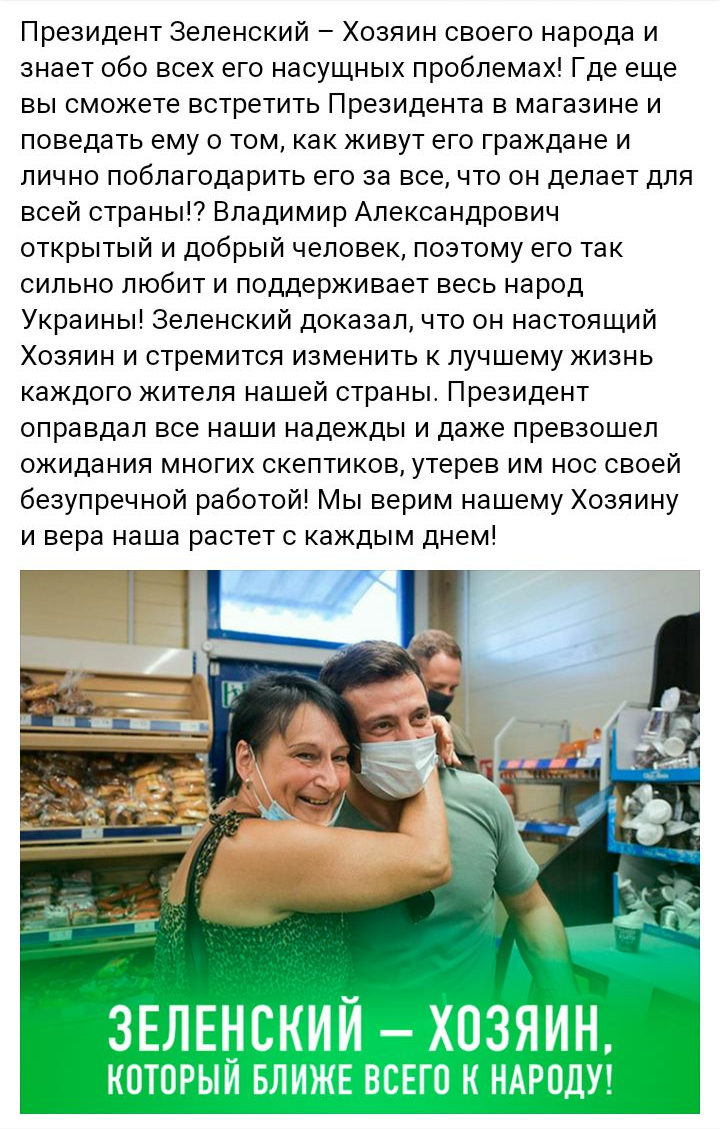 Президент Зеленский – Хозяин своего народа и
знает обо всех его насущных проблемах! Где еще
вы сможете встретить Президента в магазине и
поведать ему о том, как живут его граждане и
лично поблагодарить его за все, что он делает для
всей страны!? Владимир Александрович
открытый и добрый человек, поэтому его так
сильно любит и поддерживает весь народ
Украины! Зеленский доказал, что он настоящий
Хозяин и стремится изменить к лучшему жизнь
каждого жителя нашей страны. Президент
оправдал все наши надежды и даже превзошел
ожидания многих скептиков, утерев им нос своей
безупречной работой! Мы верим нашему Хозяину
и вера наша растет с каждым днем!
ЗЕЛЕНСКИЙ – ХОЗЯИН,
КОТОРЫЙ БЛИЖЕ ВСЕГО К НАРОДУ!